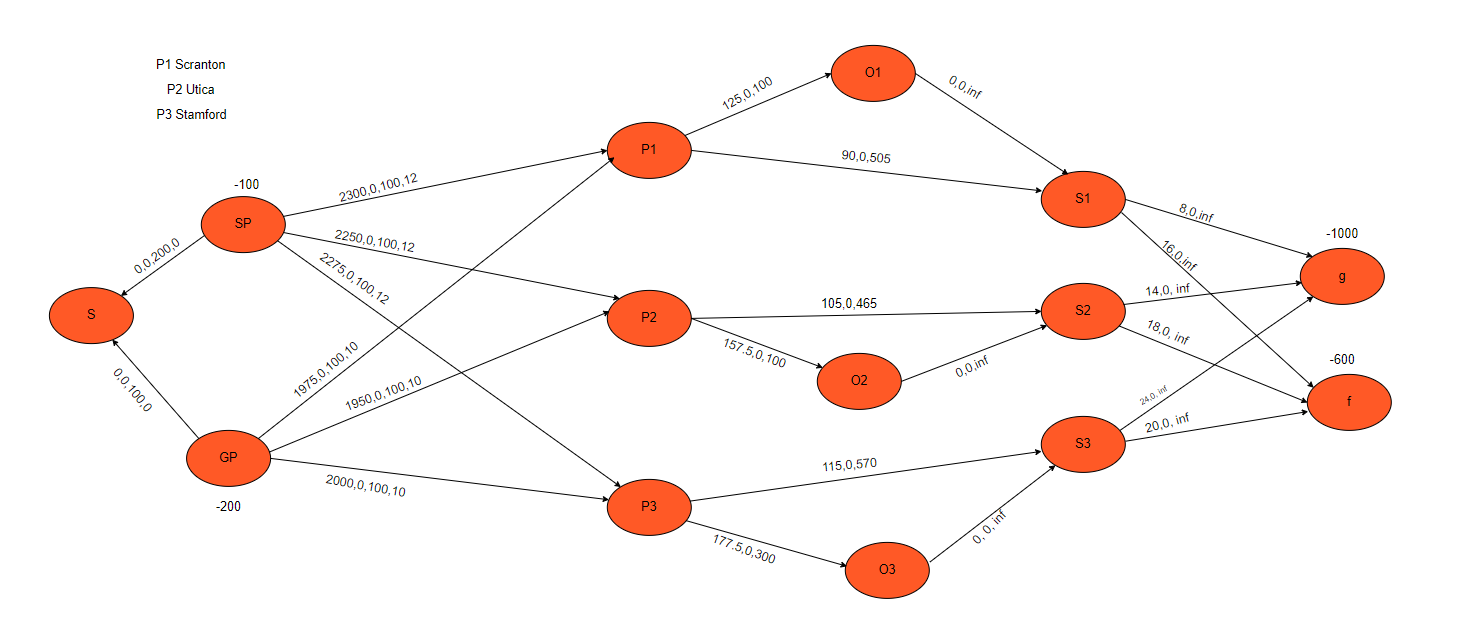 P1 Scranton
P2 Utica
P3 Stamford
-100
SP
S
GP
-200
0,0,200,0
0,0,100,0
2300,0,100,12
2250,0,100,12
2275,0,100,12
1975,0,100,10
1950,0,100,10
2000,0,100,10
P1
P2
P3
125,0,100
90,0,505
105,0,465
157.5,0,100
115,0,570
177.5,0,300
O1
O2
O3
0,0,inf
0,0,inf
0, 0, inf
S1
S2
S3
8,0,inf
16,0,inf
14,0, inf
18,0, inf
24,0, inf
20,0, inf
-1000
g
-600
f